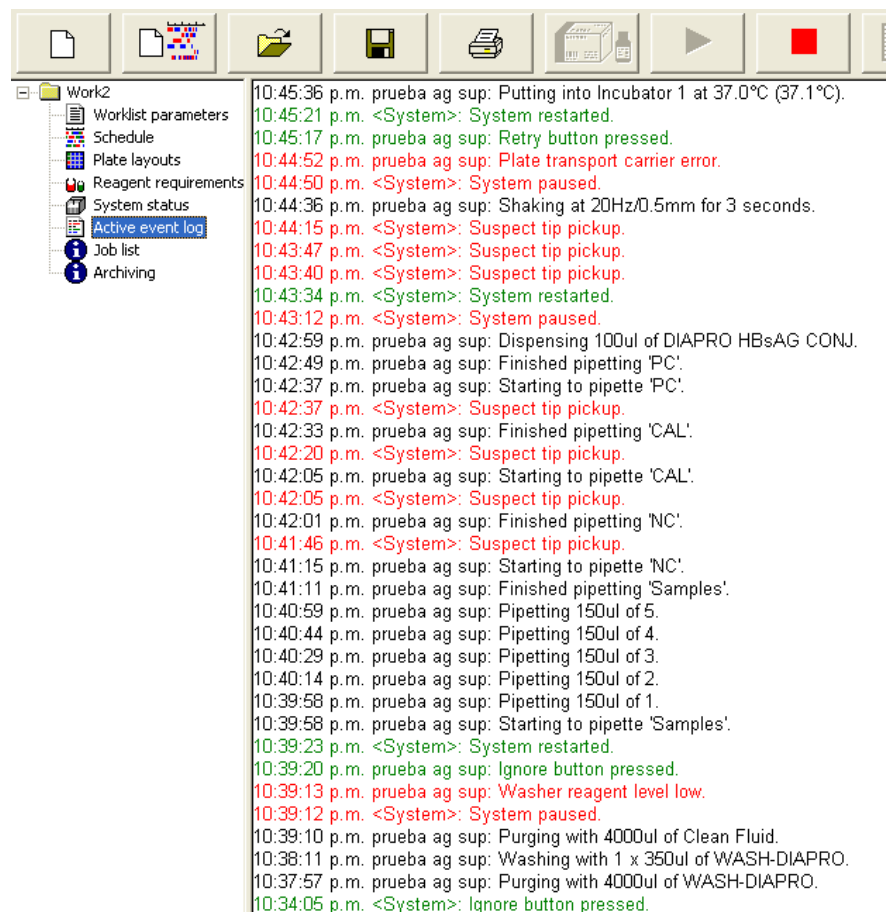 Work2
Worklist parameters
Schedule
Plate layouts
Reagent requirements
System status
Active event log
Job list
Archiving
10:45:36 p.m. prueba ag sup: Putting into Incubator 1 at 37.0°C (37.1°C).
10:45:21 p.m. <System>: System restarted.
10:45:17 p.m. prueba ag sup: Retry button pressed.
10:44:52 p.m. prueba ag sup: Plate transport carrier error.
10:44:50 p.m. <System>: System paused.
10:44:36 p.m. prueba ag sup: Shaking at 20Hz/0.5mm for 3 seconds.
10:44:15 p.m. <System>: Suspect tip pickup.
10:43:47 p.m. <System>: Suspect tip pickup.
10:43:40 p.m. <System>: Suspect tip pickup.
10:43:34 p.m. <System>: System restarted.
10:43:12 p.m. <System>: System paused.
10:42:59 p.m. prueba ag sup: Dispensing 100ul of DIAPRO HBsAG CONJ.
10:42:49 p.m. prueba ag sup: Finished pipetting 'PC'.
10:42:37 p.m. prueba ag sup: Starting to pipette 'PC'.
10:42:37 p.m. <System>: Suspect tip pickup.
10:42:33 p.m. prueba ag sup: Finished pipetting 'CAL'.
10:42:20 p.m. <System>: Suspect tip pickup.
10:42:05 p.m. prueba ag sup: Starting to pipette 'CAL'.
10:42:05 p.m. <System>: Suspect tip pickup.
10:42:01 p.m. prueba ag sup: Finished pipetting 'NC'.
10:41:46 p.m. <System>: Suspect tip pickup.
10:41:15 p.m. prueba ag sup: Starting to pipette 'NC'.
10:41:11 p.m. prueba ag sup: Finished pipetting 'Samples'.
10:40:59 p.m. prueba ag sup: Pipetting 150ul of 5.
10:40:44 p.m. prueba ag sup: Pipetting 150ul of 4.
10:40:29 p.m. prueba ag sup: Pipetting 150ul of 3.
10:40:14 p.m. prueba ag sup: Pipetting 150ul of 2.
10:39:58 p.m. prueba ag sup: Pipetting 150ul of 1.
10:39:58 p.m. prueba ag sup: Starting to pipette 'Samples'.
10:39:23 p.m. <System>: System restarted.
10:39:20 p.m. prueba ag sup: Ignore button pressed.
10:39:13 p.m. prueba ag sup: Washer reagent level low.
10:39:12 p.m. <System>: System paused.
10:39:10 p.m. prueba ag sup: Purging with 4000ul of Clean Fluid.
10:38:11 p.m. prueba ag sup: Washing with 1 x 350ul of WASH-DIAPRO.
10:37:57 p.m. prueba ag sup: Purging with 4000ul of WASH-DIAPRO.
10:34:05 p.m. <System>: Ignore button pressed.